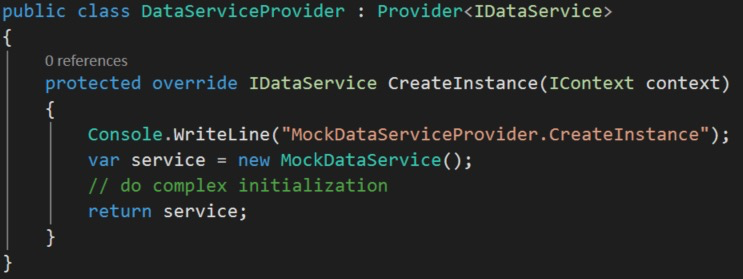 public class DataServiceProvider : Provider<IDataService>
{
0 references
protected override IDataService CreateInstance(IContext context)
{
Console.WriteLine("MockDataServiceProvider.CreateInstance");
var service = new MockDataService();
// do complex initialization
return service;
}
}